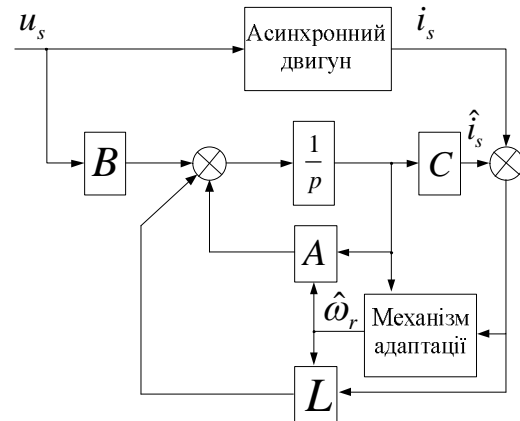 u_s
Асинхронний
двигун
i_s
B
1
p
C
î_s
A
ω̂_r
Механізм
адаптації
L